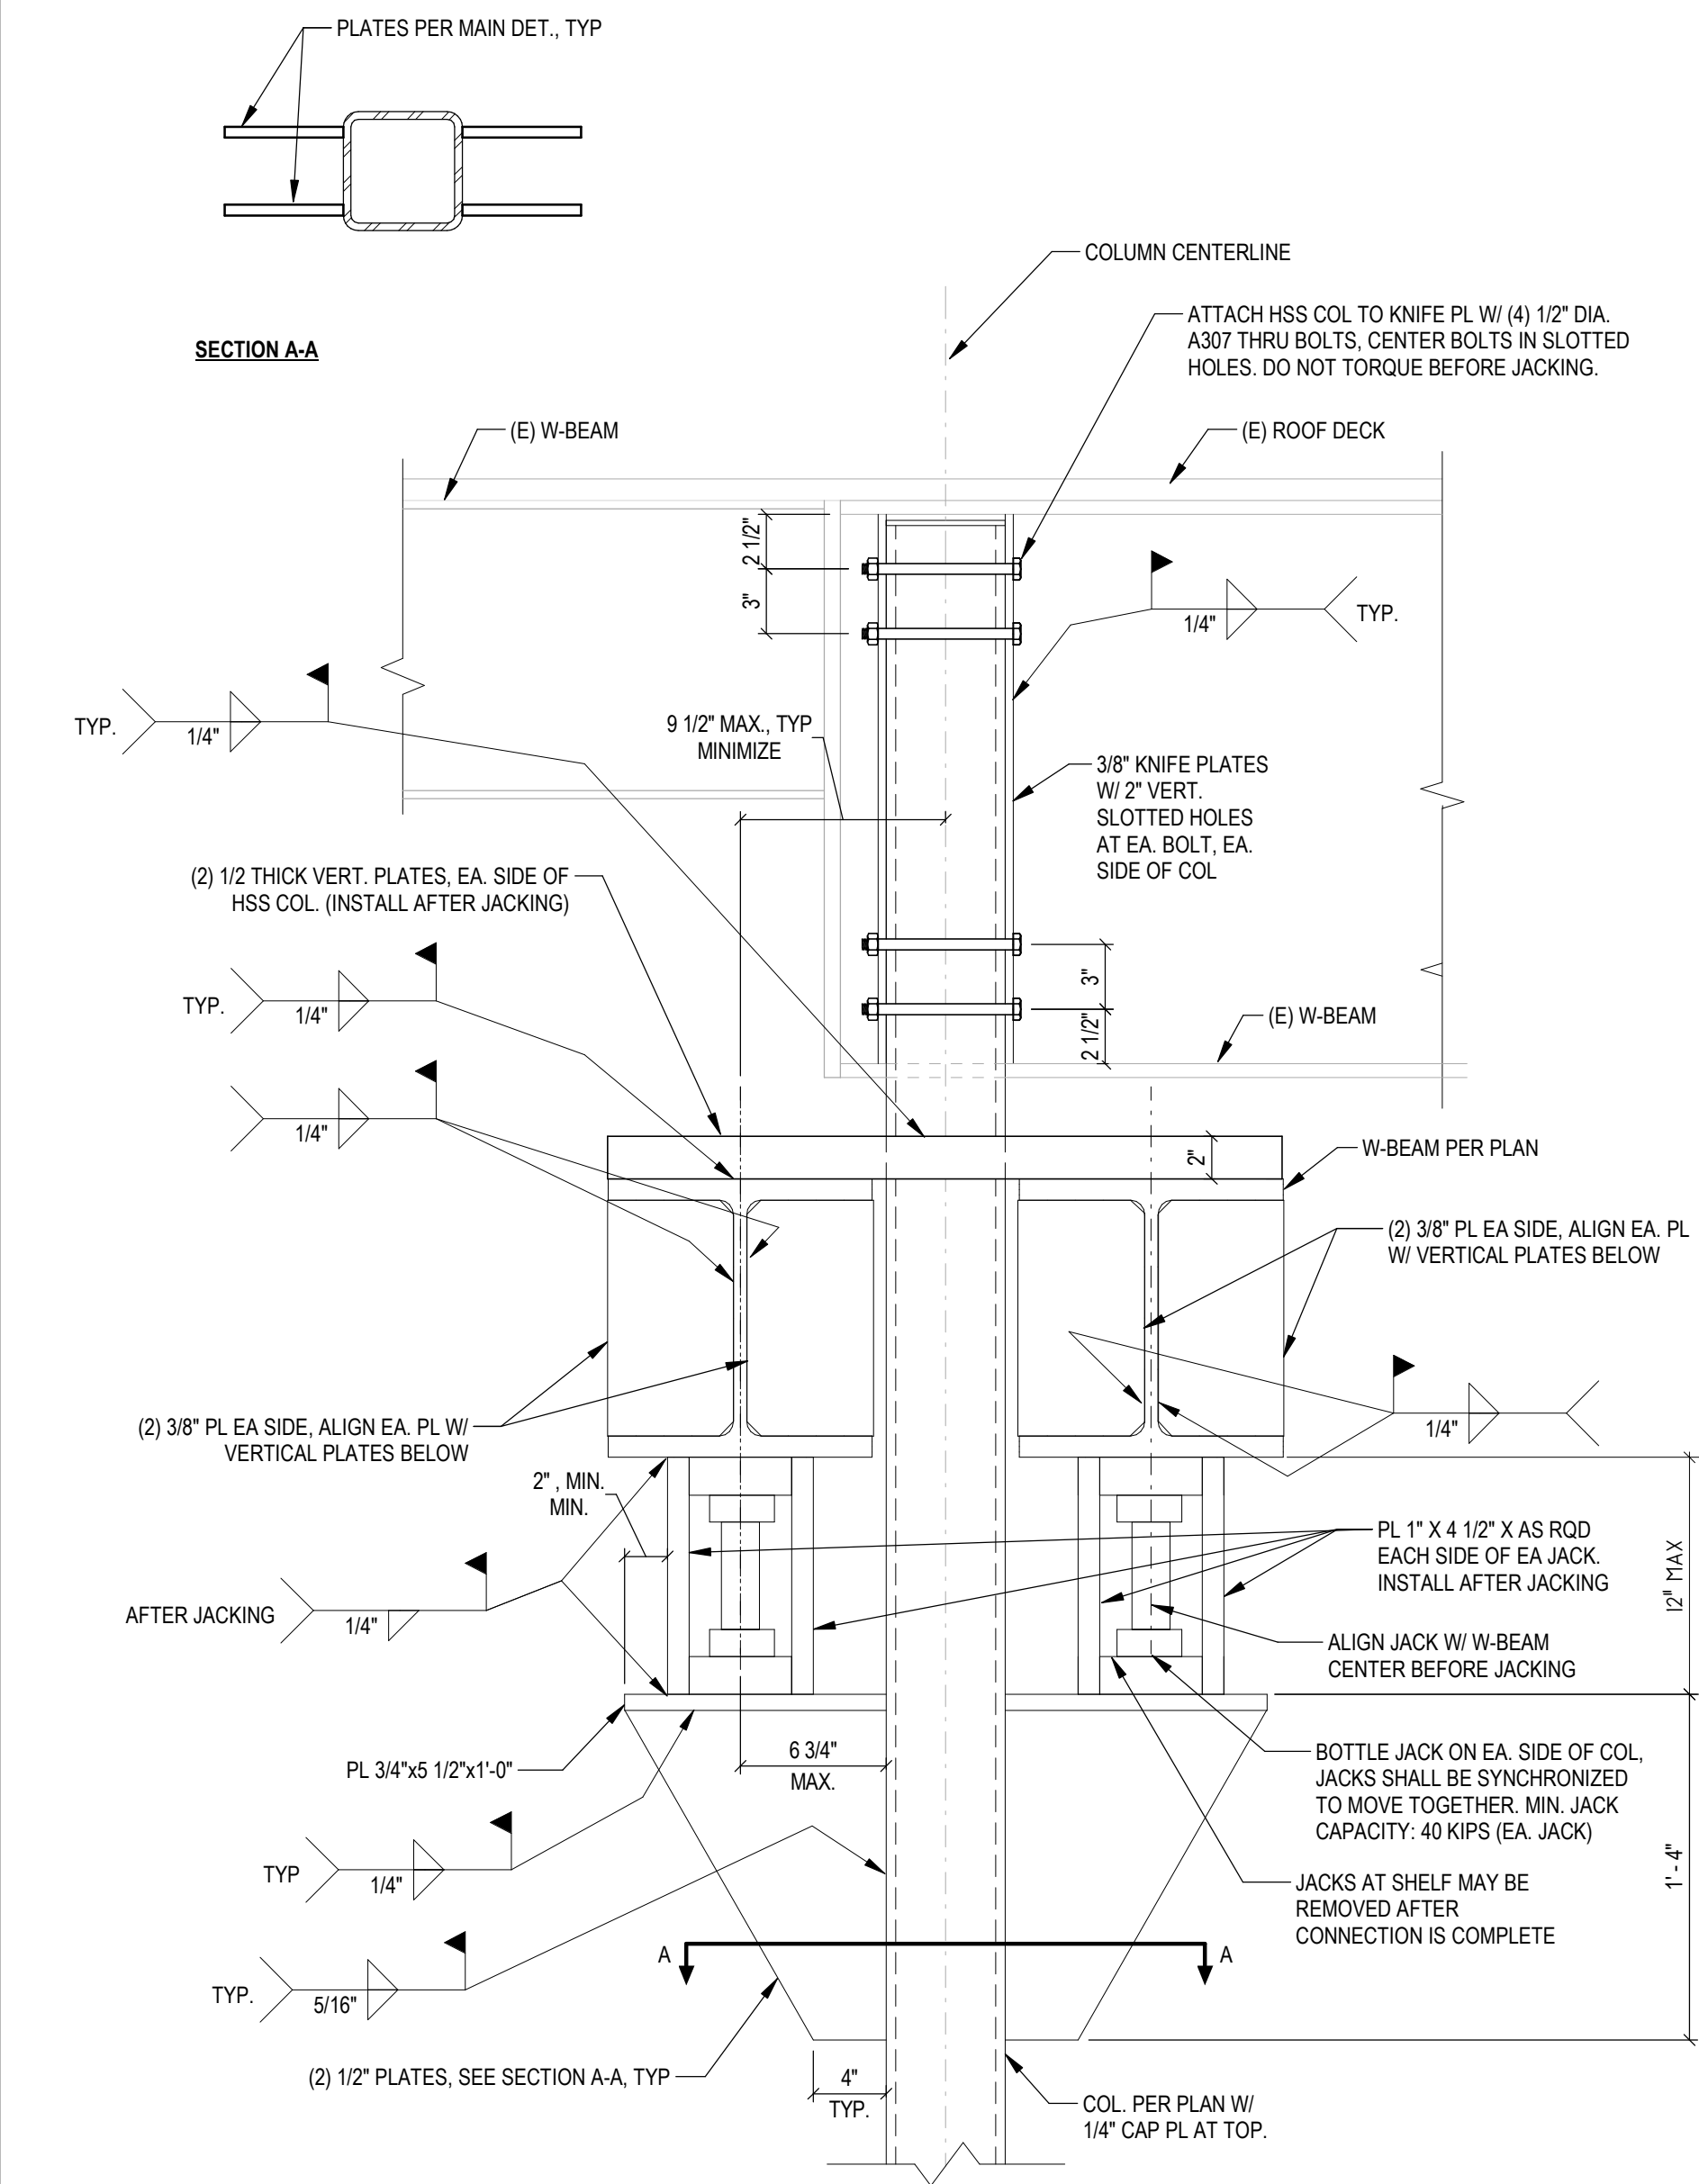 PLATES PER MAIN DET., TYP
SECTION A-A
COLUMN CENTERLINE
ATTACH HSS COL TO KNIFE PL W/ (4) 1/2" DIA.
A307 THRU BOLTS, CENTER BOLTS IN SLOTTED
HOLES. DO NOT TORQUE BEFORE JACKING.
(E) W-BEAM
(E) ROOF DECK
2 1/2"
3"
1/4"
TYP.
TYP.
1/4"
9 1/2" MAX., TYP
MINIMIZE
3/8" KNIFE PLATES
W/ 2" VERT.
SLOTTED HOLES
AT EA. BOLT, EA.
SIDE OF COL
(2) 1/2 THICK VERT. PLATES, EA. SIDE OF
HSS COL. (INSTALL AFTER JACKING)
TYP.
1/4"
3"
2 1/2"
(E) W-BEAM
1/4"
2"
W-BEAM PER PLAN
(2) 3/8" PL EA SIDE, ALIGN EA. PL
W/ VERTICAL PLATES BELOW
(2) 3/8" PL EA SIDE, ALIGN EA. PL W/
VERTICAL PLATES BELOW
1/4"
2" , MIN.
MIN.
PL 1" X 4 1/2" X AS RQD
EACH SIDE OF EA JACK.
INSTALL AFTER JACKING
12" MAX
AFTER JACKING
1/4"
ALIGN JACK W/ W-BEAM
CENTER BEFORE JACKING
PL 3/4"x5 1/2"x1'-0"
6 3/4"
MAX.
BOTTLE JACK ON EA. SIDE OF COL,
JACKS SHALL BE SYNCHRONIZED
TO MOVE TOGETHER. MIN. JACK
CAPACITY: 40 KIPS (EA. JACK)
1' - 4"
TYP
1/4"
JACKS AT SHELF MAY BE
REMOVED AFTER
CONNECTION IS COMPLETE
A
A
TYP.
5/16"
(2) 1/2" PLATES, SEE SECTION A-A, TYP
4"
TYP.
COL. PER PLAN W/
1/4" CAP PL AT TOP.